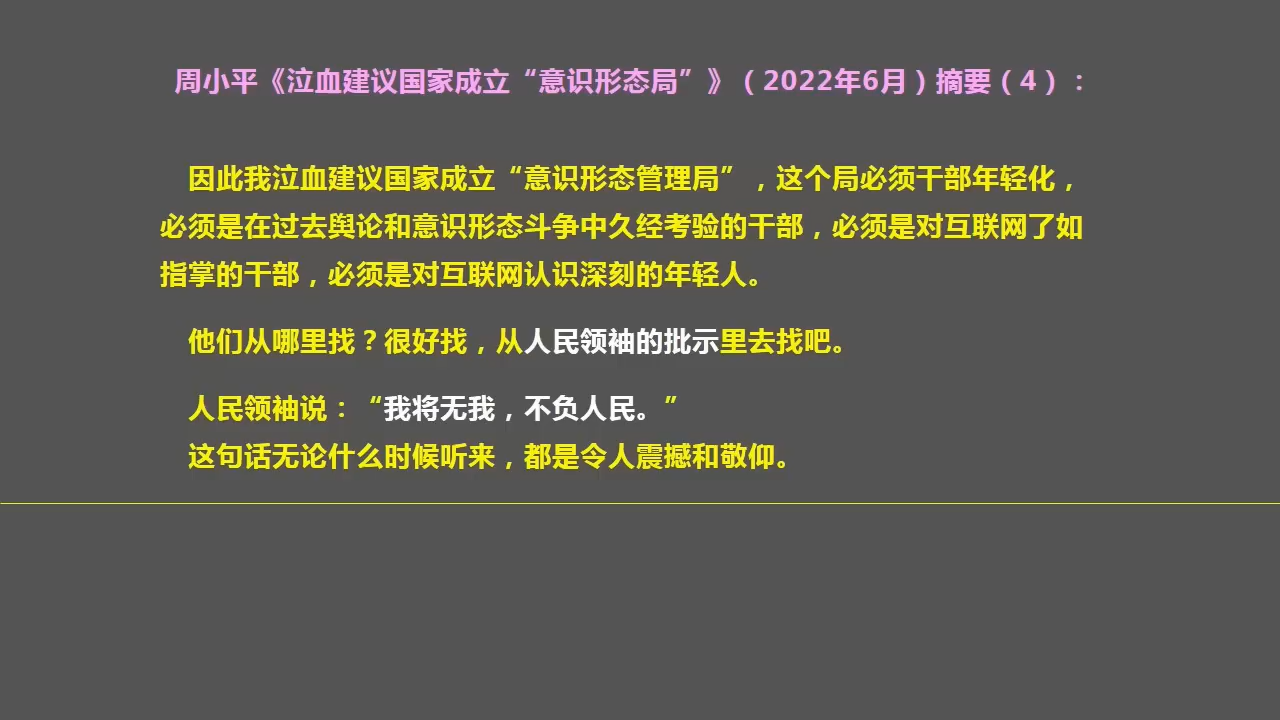 周小平《泣血建议国家成立“意识形态局”》（2022年6月）摘要（4）：
因此我泣血建议国家成立“意识形态管理局”，这个局必须干部年轻化，
必须是在过去舆论和意识形态斗争中久经考验的干部，必须是对互联网了如
指掌的干部，必须是对互联网认识深刻的年轻人。
他们从哪里找？很好找，从人民领袖的批示里去找吧。
人民领袖说：“我将无我，不负人民。”
这句话无论什么时候听来，都是令人震撼和敬仰。